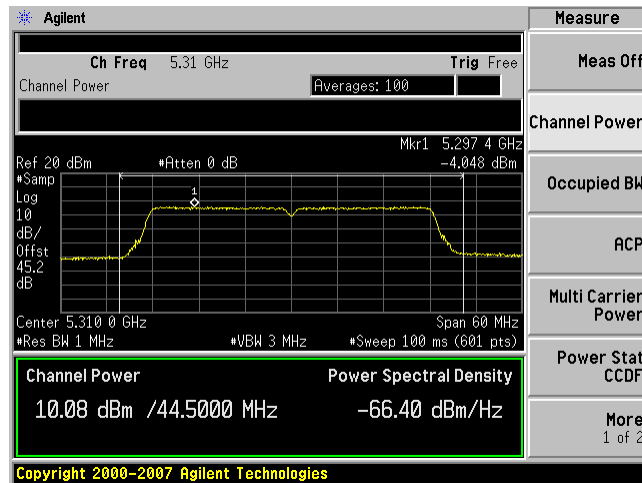 Agilent
Measure
Ch Freq 5.31 GHz Trig Free
Meas Off
Channel Power Averages: 100
Channel Power
Mkr1 5.297 4 GHz
Ref 20 dBm #Atten 0 dB -4.048 dBm
#Samp
Log
10
dB/
Offst
45.2
dB
1
Occupied BW
ACP
Multi Carrier
Power
Center 5.310 0 GHz Span 60 MHz
#Res BW 1 MHz #VBW 3 MHz #Sweep 100 ms (601 pts)
Power Stat
CCDF
Channel Power Power Spectral Density
10.08 dBm /44.5000 MHz -66.40 dBm/Hz
More
1 of 2
Copyright 2000-2007 Agilent Technologies